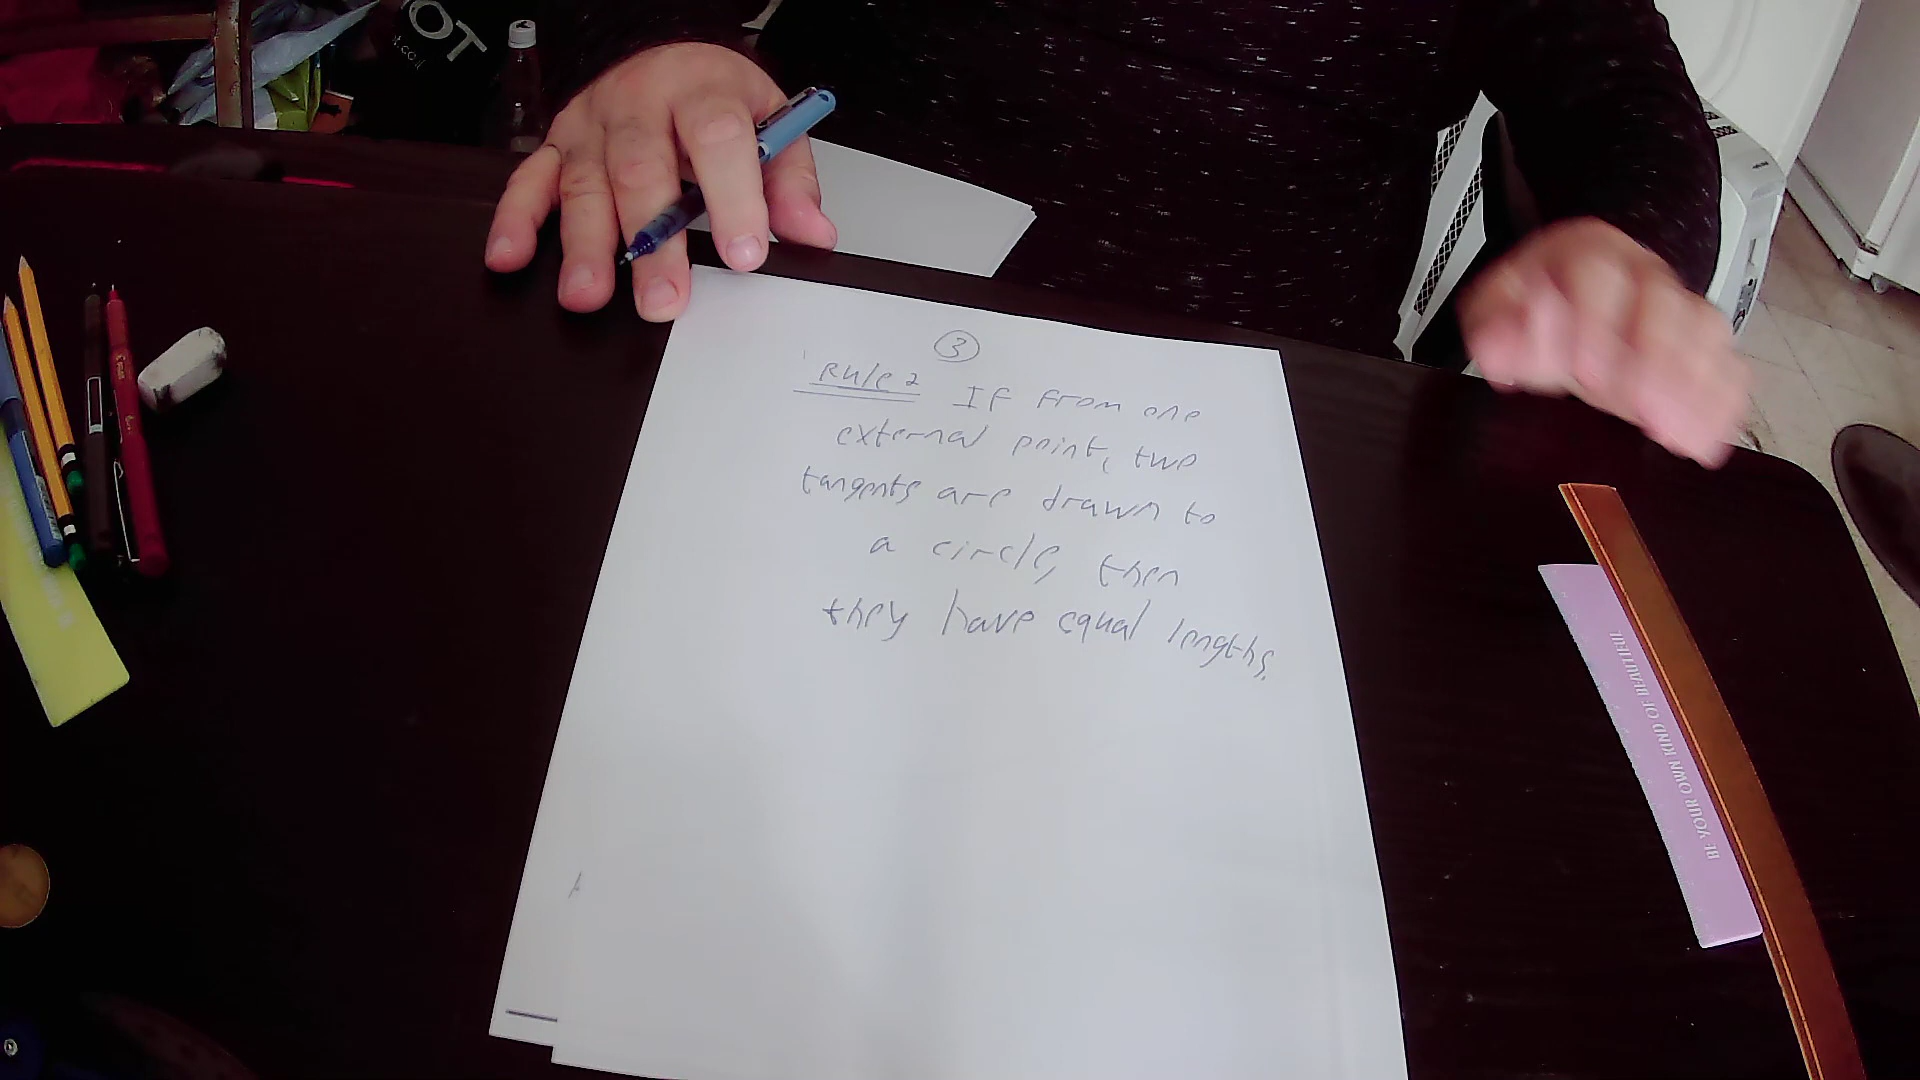 OT
3
Rule 2 If from one
external point, two
tangents are drawn to
a circle, then
they have equal lengths.
BE YOUR OWN KIND OF BEAUTIFUL